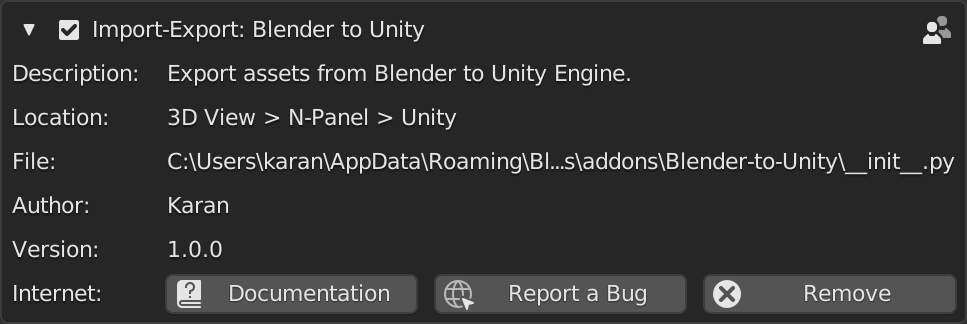 Import-Export: Blender to Unity
Description: Export assets from Blender to Unity Engine.
Location: 3D View > N-Panel > Unity
File: C:\Users\karan\AppData\Roaming\Bl...s\addons\Blender-to-Unity\__init__.py
Author: Karan
Version: 1.0.0
Internet: Documentation Report a Bug Remove